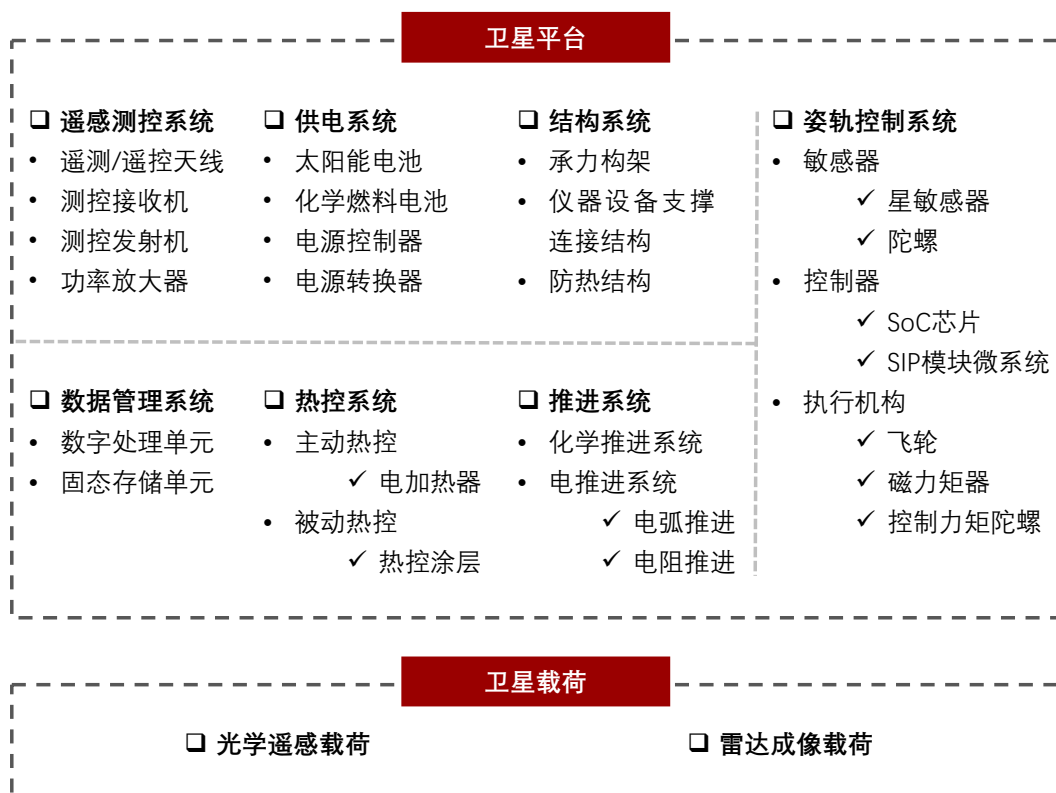 卫星平台
遥感测控系统
遥测/遥控天线
测控接收机
测控发射机
功率放大器
供电系统
太阳能电池
化学燃料电池
电源控制器
电源转换器
结构系统
承力构架
仪器设备支撑
连接结构
防热结构
姿轨控制系统
敏感器
星敏感器
陀螺
控制器
SoC芯片
SIP模块微系统
执行机构
飞轮
磁力矩器
控制力矩陀螺
数据管理系统
数字处理单元
固态存储单元
热控系统
主动热控
电加热器
被动热控
热控涂层
推进系统
化学推进系统
电推进系统
电弧推进
电阻推进
卫星载荷
光学遥感载荷
雷达成像载荷